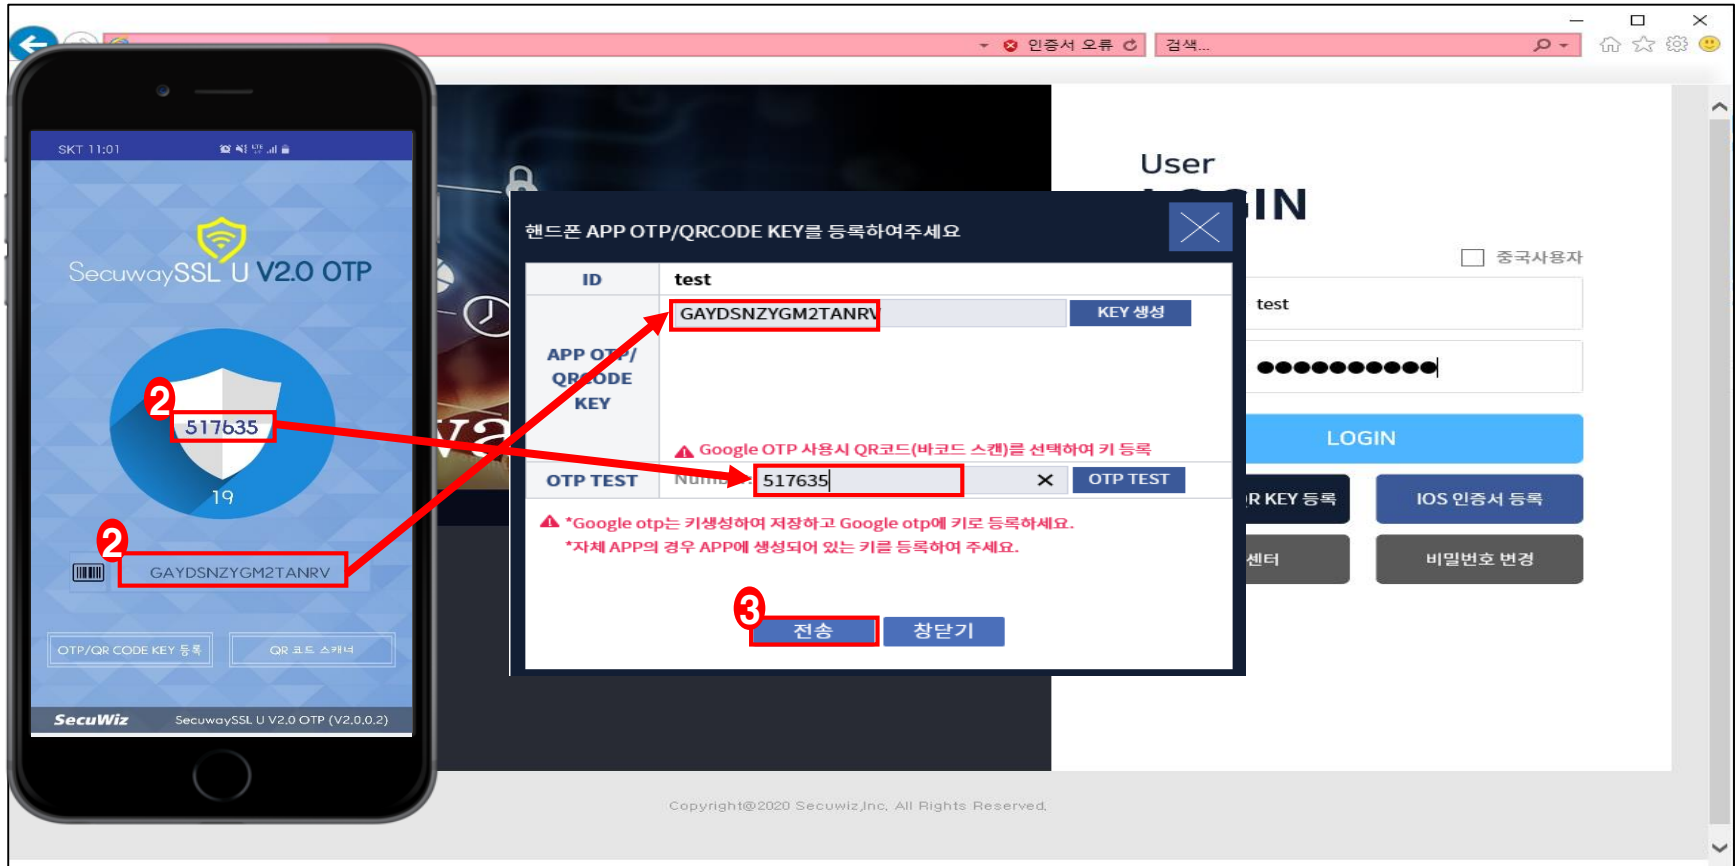 인증서 오류
검색...
SKT 11:01
SecuwaySSL U V2.0 OTP
2
517635
19
2
GAYDSNZYGM2TANRV
OTP/QR CODE KEY 등록
QR 코드 스캐너
SecuWiz
SecuwaySSL U V2.0 OTP (V2.0.0.2)
핸드폰 APP OTP/QRCODE KEY를 등록하여주세요
ID
test
APP OTP/
QRCODE
KEY
GAYDSNZYGM2TANRV
KEY 생성
Google OTP 사용시 QR코드(바코드 스캔)를 선택하여 키 등록
OTP TEST
517635
OTP TEST
*Google otp는 키생성하여 저장하고 Google otp에 키로 등록하세요.
*자체 APP의 경우 APP에 생성되어 있는 키를 등록하여 주세요.
3
전송
창닫기
User
중국사용자
test
LOGIN
R KEY 등록
IOS 인증서 등록
센터
비밀번호 변경
Copyright@2020 Secuwiz,Inc, All Rights Reserved,